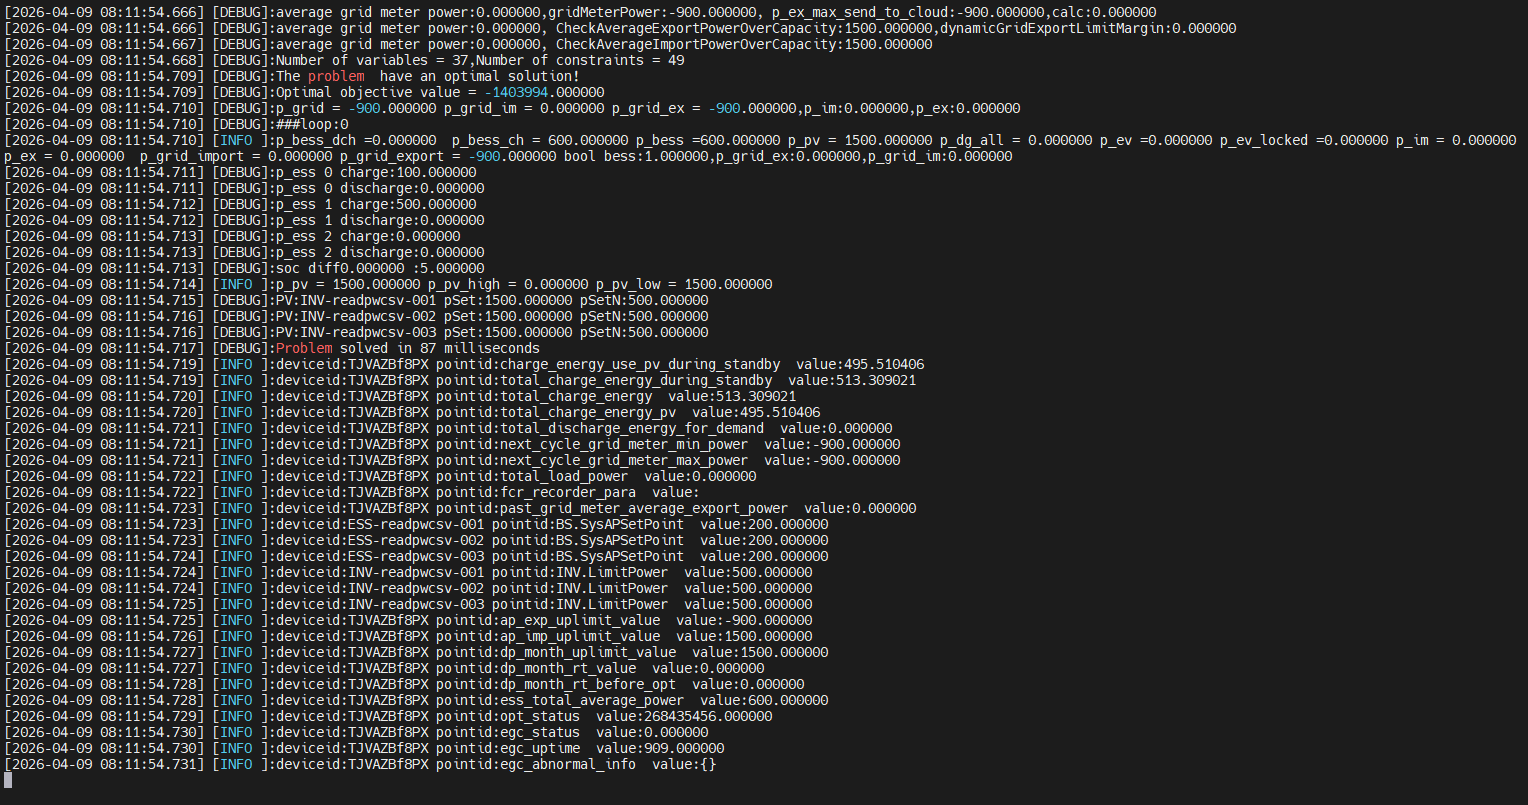 [2026-04-09 08:11:54.666] [DEBUG]:average grid meter power:0.000000,gridMeterPower:-900.000000, p_ex_max_send_to_cloud:-900.000000,calc:0.000000
[2026-04-09 08:11:54.666] [DEBUG]:average grid meter power:0.000000, CheckAverageExportPowerOverCapacity:1500.000000,dynamicGridExportLimitMargin:0.000000
[2026-04-09 08:11:54.667] [DEBUG]:average grid meter power:0.000000, CheckAverageImportPowerOverCapacity:1500.000000
[2026-04-09 08:11:54.668] [DEBUG]:Number of variables = 37,Number of constraints = 49
[2026-04-09 08:11:54.709] [DEBUG]:The problem  have an optimal solution!
[2026-04-09 08:11:54.709] [DEBUG]:Optimal objective value = -1403994.000000
[2026-04-09 08:11:54.710] [DEBUG]:p_grid = -900.000000 p_grid_im = 0.000000 p_grid_ex = -900.000000,p_im:0.000000,p_ex:0.000000
[2026-04-09 08:11:54.710] [DEBUG]:###loop:0
[2026-04-09 08:11:54.710] [INFO ]:p_bess_dch =0.000000  p_bess_ch = 600.000000 p_bess =600.000000 p_pv = 1500.000000 p_dg_all = 0.000000 p_ev =0.000000 p_ev_locked =0.000000 p_im = 0.000000
p_ex = 0.000000  p_grid_import = 0.000000 p_grid_export = -900.000000 bool bess:1.000000,p_grid_ex:0.000000,p_grid_im:0.000000
[2026-04-09 08:11:54.711] [DEBUG]:p_ess 0 charge:100.000000
[2026-04-09 08:11:54.711] [DEBUG]:p_ess 0 discharge:0.000000
[2026-04-09 08:11:54.712] [DEBUG]:p_ess 1 charge:500.000000
[2026-04-09 08:11:54.712] [DEBUG]:p_ess 1 discharge:0.000000
[2026-04-09 08:11:54.713] [DEBUG]:p_ess 2 charge:0.000000
[2026-04-09 08:11:54.713] [DEBUG]:p_ess 2 discharge:0.000000
[2026-04-09 08:11:54.713] [DEBUG]:soc diff0.000000 :5.000000
[2026-04-09 08:11:54.714] [INFO ]:p_pv = 1500.000000 p_pv_high = 0.000000 p_pv_low = 1500.000000
[2026-04-09 08:11:54.715] [DEBUG]:PV:INV-readpwcsv-001 pSet:1500.000000 pSetN:500.000000
[2026-04-09 08:11:54.716] [DEBUG]:PV:INV-readpwcsv-002 pSet:1500.000000 pSetN:500.000000
[2026-04-09 08:11:54.716] [DEBUG]:PV:INV-readpwcsv-003 pSet:1500.000000 pSetN:500.000000
[2026-04-09 08:11:54.717] [DEBUG]:Problem solved in 87 milliseconds
[2026-04-09 08:11:54.719] [INFO ]:deviceid:TJVAZBf8PX pointid:charge_energy_use_pv_during_standby  value:495.510406
[2026-04-09 08:11:54.719] [INFO ]:deviceid:TJVAZBf8PX pointid:total_charge_energy_during_standby  value:513.309021
[2026-04-09 08:11:54.720] [INFO ]:deviceid:TJVAZBf8PX pointid:total_charge_energy  value:513.309021
[2026-04-09 08:11:54.720] [INFO ]:deviceid:TJVAZBf8PX pointid:total_charge_energy_pv  value:495.510406
[2026-04-09 08:11:54.721] [INFO ]:deviceid:TJVAZBf8PX pointid:total_discharge_energy_for_demand  value:0.000000
[2026-04-09 08:11:54.721] [INFO ]:deviceid:TJVAZBf8PX pointid:next_cycle_grid_meter_min_power  value:-900.000000
[2026-04-09 08:11:54.721] [INFO ]:deviceid:TJVAZBf8PX pointid:next_cycle_grid_meter_max_power  value:-900.000000
[2026-04-09 08:11:54.722] [INFO ]:deviceid:TJVAZBf8PX pointid:total_load_power  value:0.000000
[2026-04-09 08:11:54.722] [INFO ]:deviceid:TJVAZBf8PX pointid:fcr_recorder_para  value:
[2026-04-09 08:11:54.723] [INFO ]:deviceid:TJVAZBf8PX pointid:past_grid_meter_average_export_power  value:0.000000
[2026-04-09 08:11:54.723] [INFO ]:deviceid:ESS-readpwcsv-001 pointid:BS.SysAPSetPoint  value:200.000000
[2026-04-09 08:11:54.723] [INFO ]:deviceid:ESS-readpwcsv-002 pointid:BS.SysAPSetPoint  value:200.000000
[2026-04-09 08:11:54.724] [INFO ]:deviceid:ESS-readpwcsv-003 pointid:BS.SysAPSetPoint  value:200.000000
[2026-04-09 08:11:54.724] [INFO ]:deviceid:INV-readpwcsv-001 pointid:INV.LimitPower  value:500.000000
[2026-04-09 08:11:54.724] [INFO ]:deviceid:INV-readpwcsv-002 pointid:INV.LimitPower  value:500.000000
[2026-04-09 08:11:54.725] [INFO ]:deviceid:INV-readpwcsv-003 pointid:INV.LimitPower  value:500.000000
[2026-04-09 08:11:54.725] [INFO ]:deviceid:TJVAZBf8PX pointid:ap_exp_uplimit_value  value:-900.000000
[2026-04-09 08:11:54.726] [INFO ]:deviceid:TJVAZBf8PX pointid:ap_imp_uplimit_value  value:1500.000000
[2026-04-09 08:11:54.727] [INFO ]:deviceid:TJVAZBf8PX pointid:dp_month_uplimit_value  value:1500.000000
[2026-04-09 08:11:54.727] [INFO ]:deviceid:TJVAZBf8PX pointid:dp_month_rt_value  value:0.000000
[2026-04-09 08:11:54.728] [INFO ]:deviceid:TJVAZBf8PX pointid:dp_month_rt_before_opt  value:0.000000
[2026-04-09 08:11:54.728] [INFO ]:deviceid:TJVAZBf8PX pointid:ess_total_average_power  value:600.000000
[2026-04-09 08:11:54.729] [INFO ]:deviceid:TJVAZBf8PX pointid:opt_status  value:268435456.000000
[2026-04-09 08:11:54.730] [INFO ]:deviceid:TJVAZBf8PX pointid:egc_status  value:0.000000
[2026-04-09 08:11:54.730] [INFO ]:deviceid:TJVAZBf8PX pointid:egc_uptime  value:909.000000
[2026-04-09 08:11:54.731] [INFO ]:deviceid:TJVAZBf8PX pointid:egc_abnormal_info  value:{}